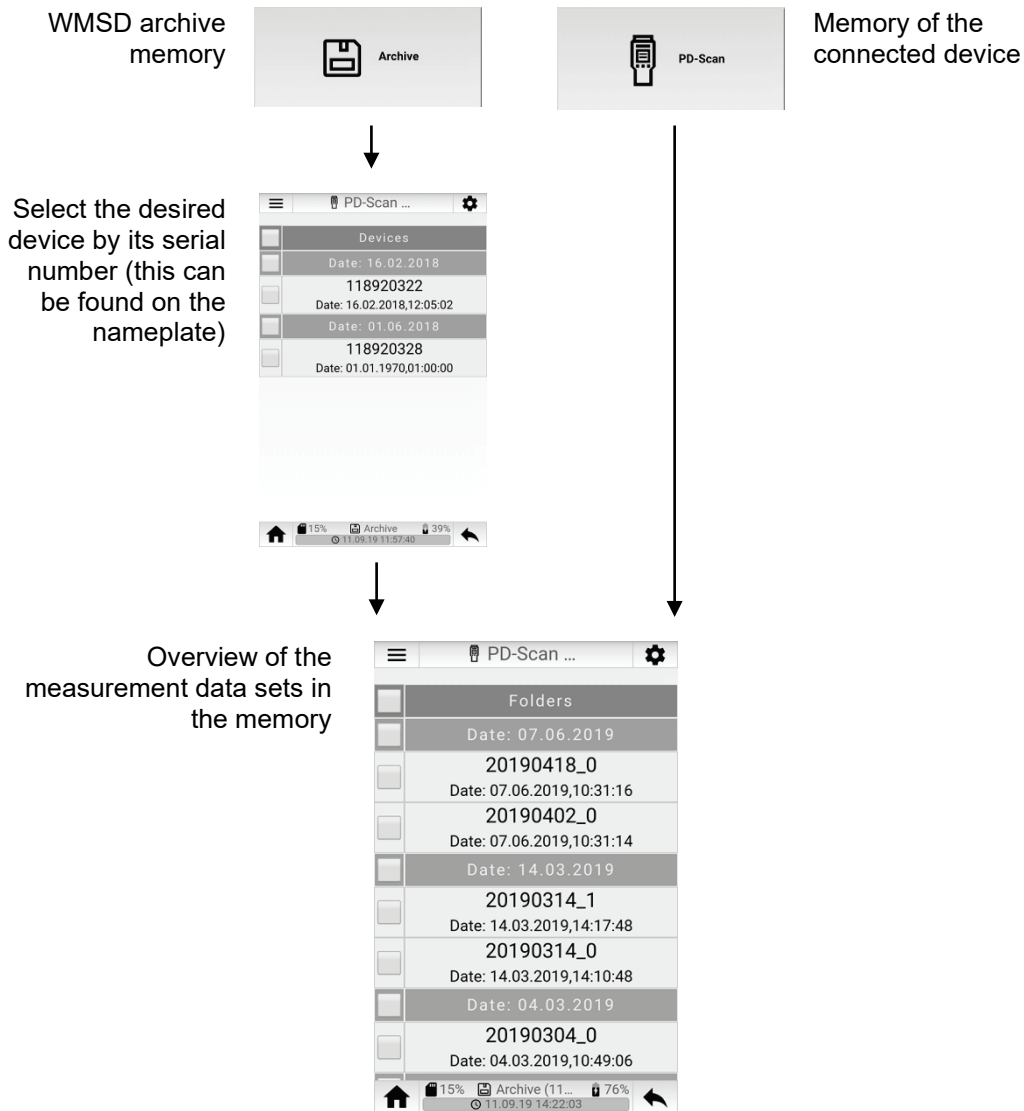 WMSD archive
memory
Archive
PD-Scan
Memory of the
connected device
Select the desired
device by its serial
number (this can
be found on the
nameplate)
PD-Scan ...
Devices
Date: 16.02.2018
118920322
Date: 16.02.2018,12:05:02
Date: 01.06.2018
118920328
Date: 01.01.1970,01:00:00
15% Archive 39%
11.09.19 11:57:40
Overview of the
measurement data sets in
the memory
PD-Scan ...
Folders
Date: 07.06.2019
20190418_0
Date: 07.06.2019,10:31:16
20190402_0
Date: 07.06.2019,10:31:14
Date: 14.03.2019
20190314_1
Date: 14.03.2019,14:17:48
20190314_0
Date: 14.03.2019,14:10:48
Date: 04.03.2019
20190304_0
Date: 04.03.2019,10:49:06
15% Archive (11... 76%
11.09.19 14:22:03